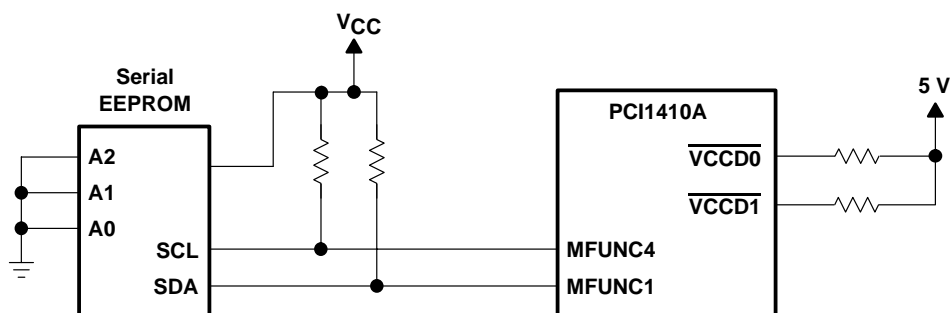 VCC
Serial
EEPROM
A2
A1
A0
SCL
SDA
PCI1410A
VCCD0
VCCD1
MFUNC4
MFUNC1
5 V